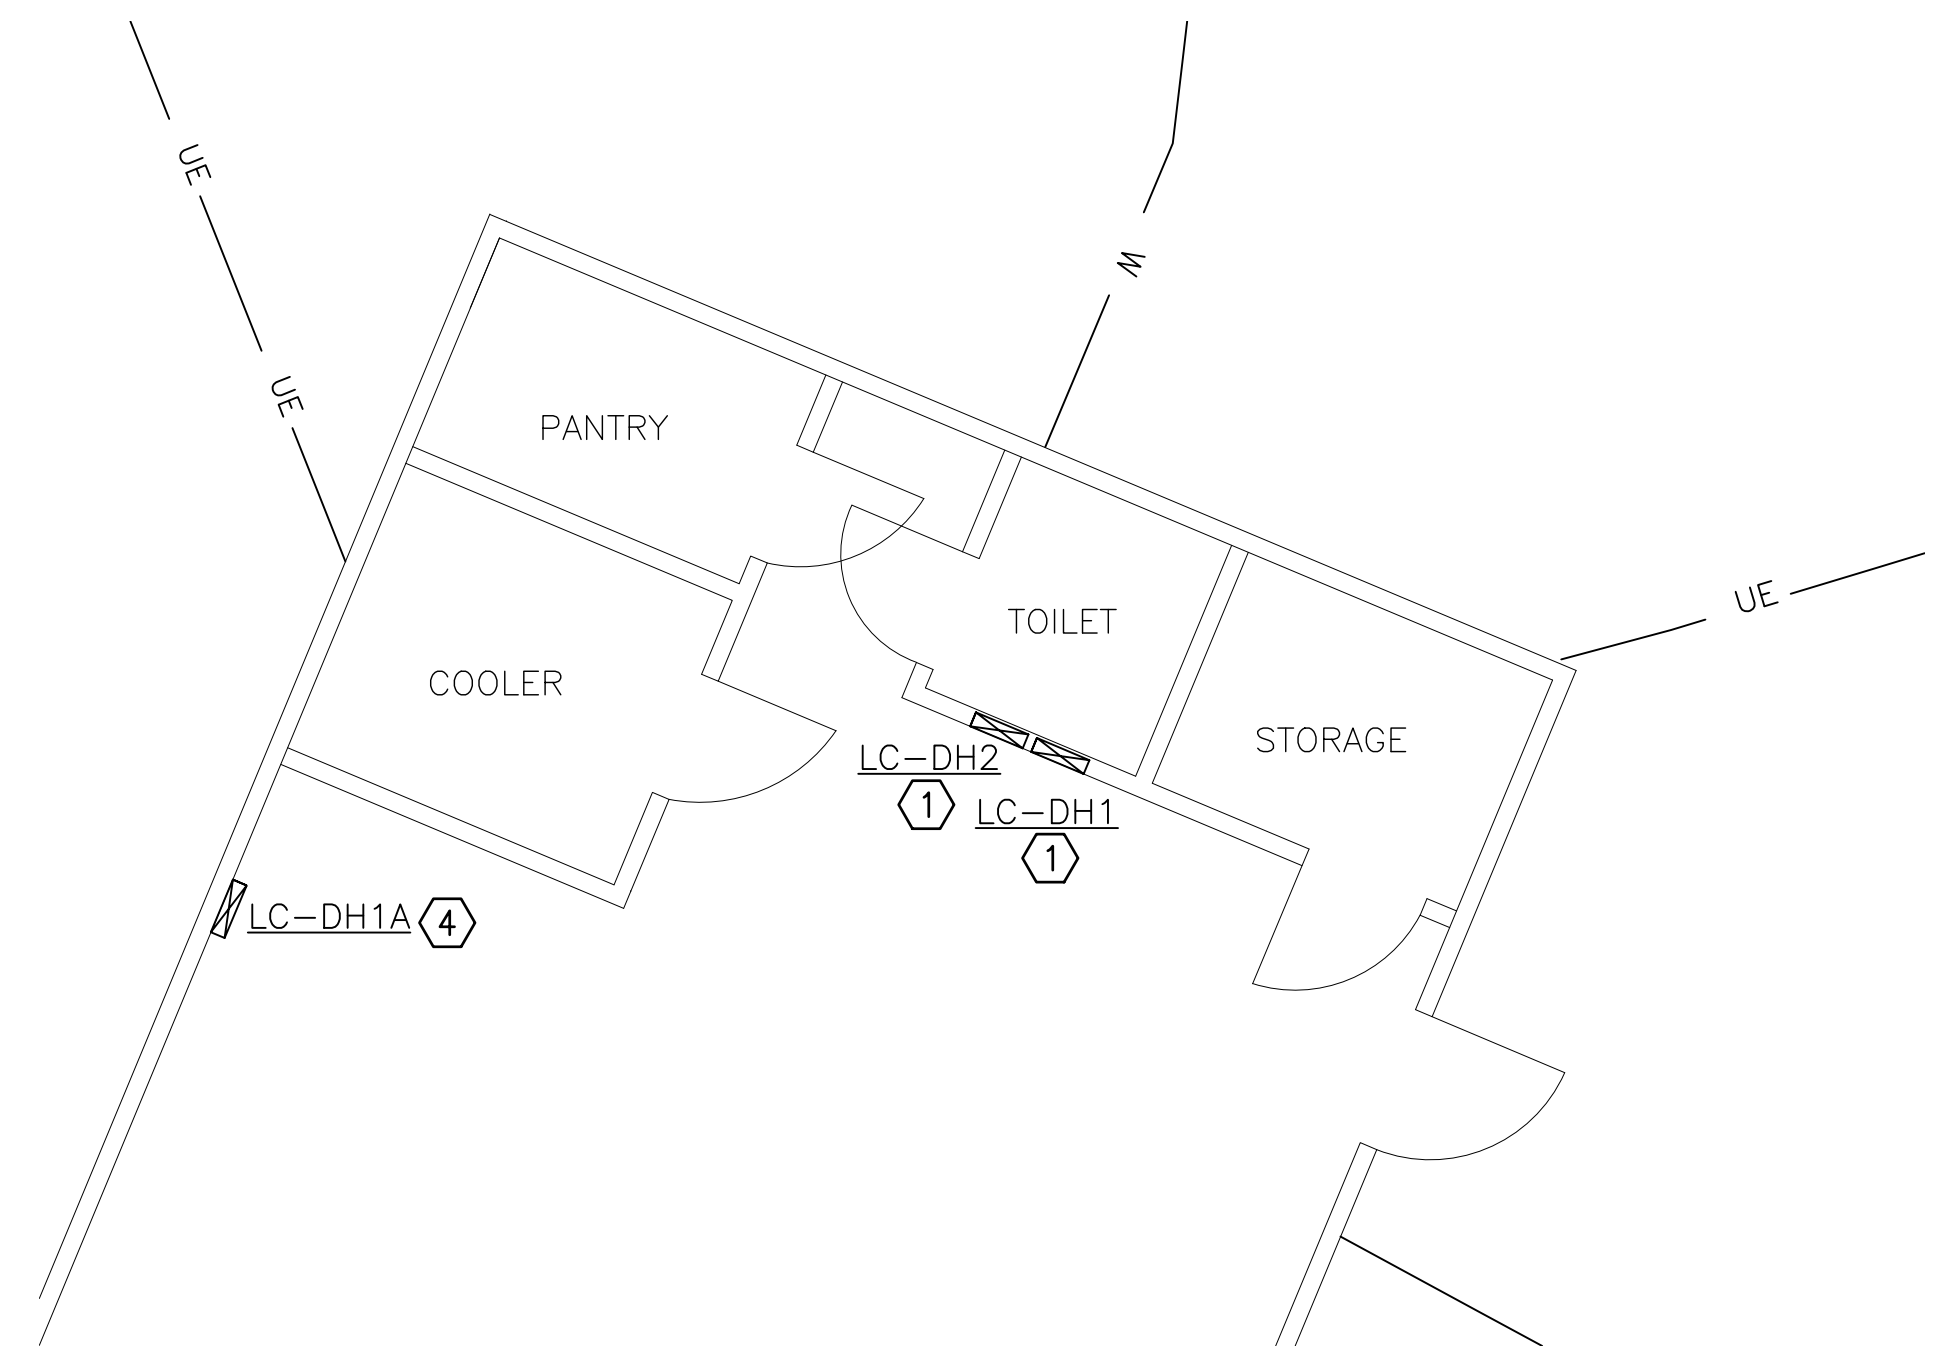 UE
W
UE
PANTRY
UE
TOILET
COOLER
STORAGE
LC-DH2
1
LC-DH1
1
LC-DH1A 4